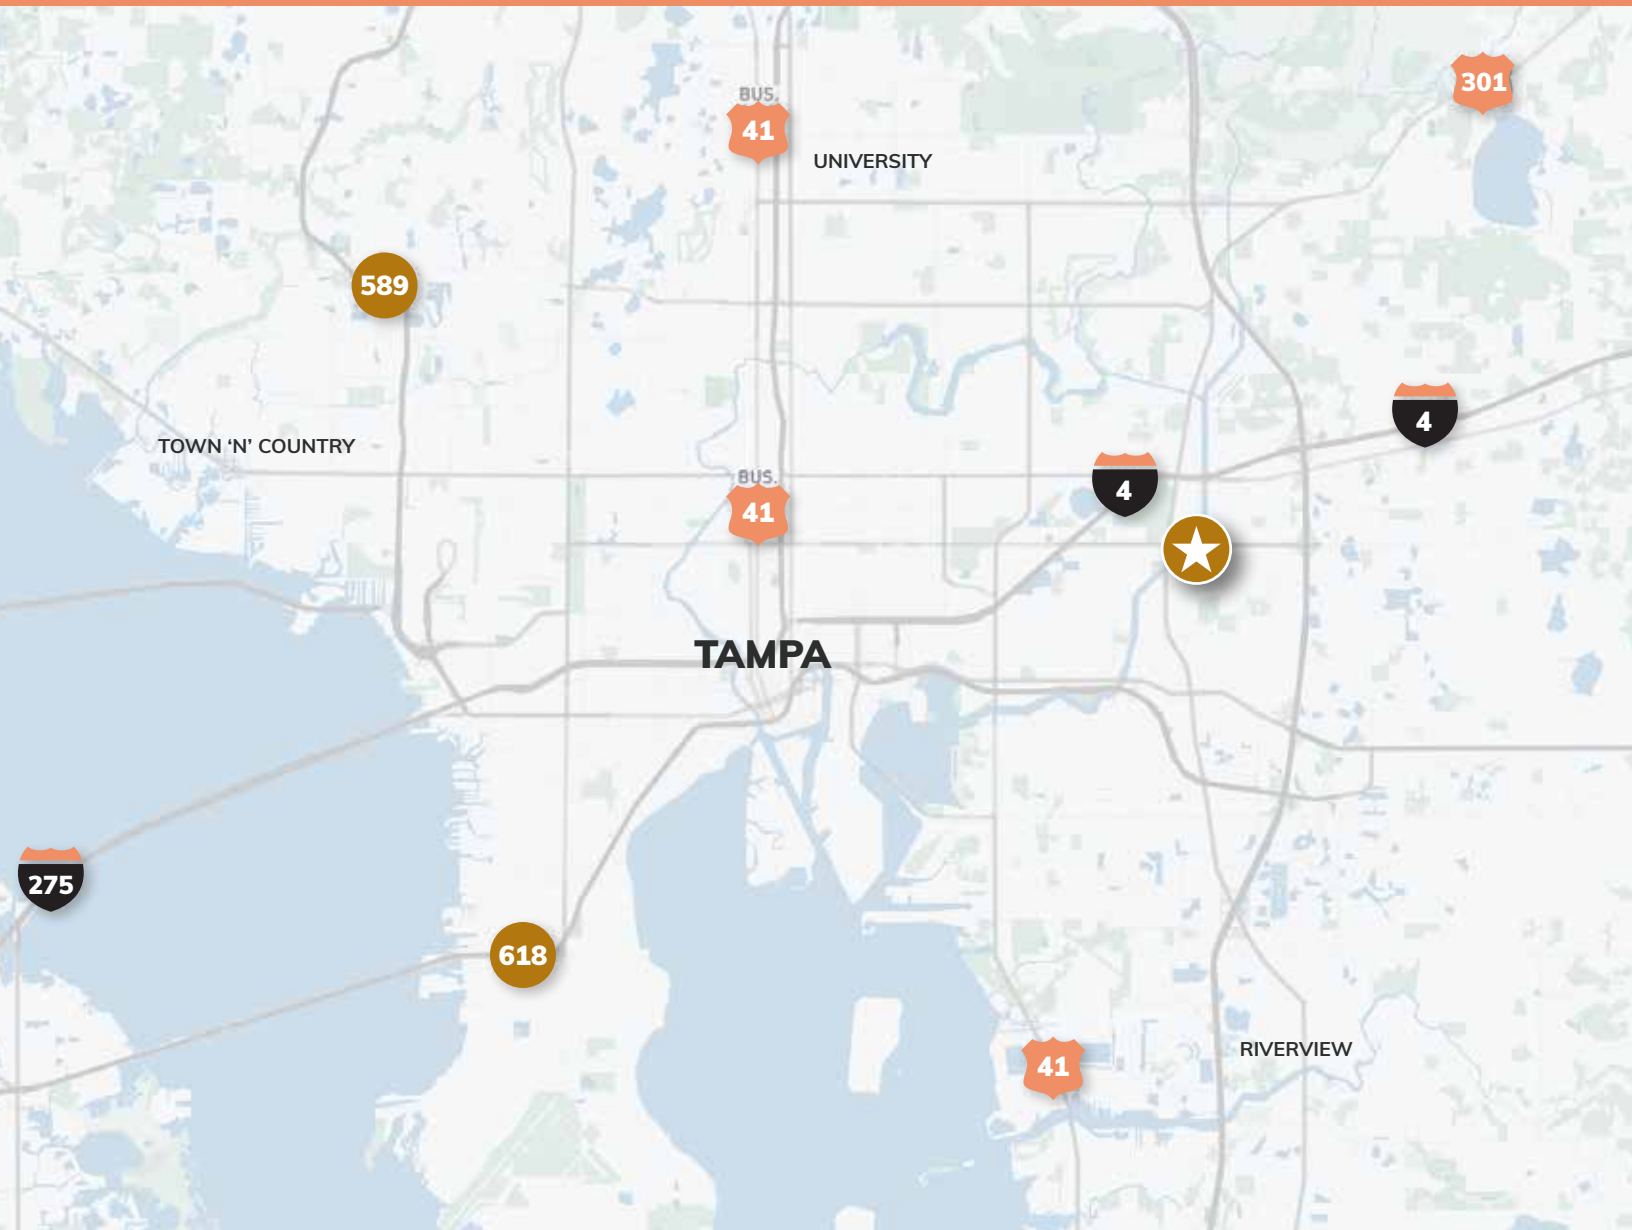 301
BUS.
41
UNIVERSITY
589
4
TOWN ‘N’ COUNTRY
4
BUS.
41
TAMPA
275
618
RIVERVIEW
41